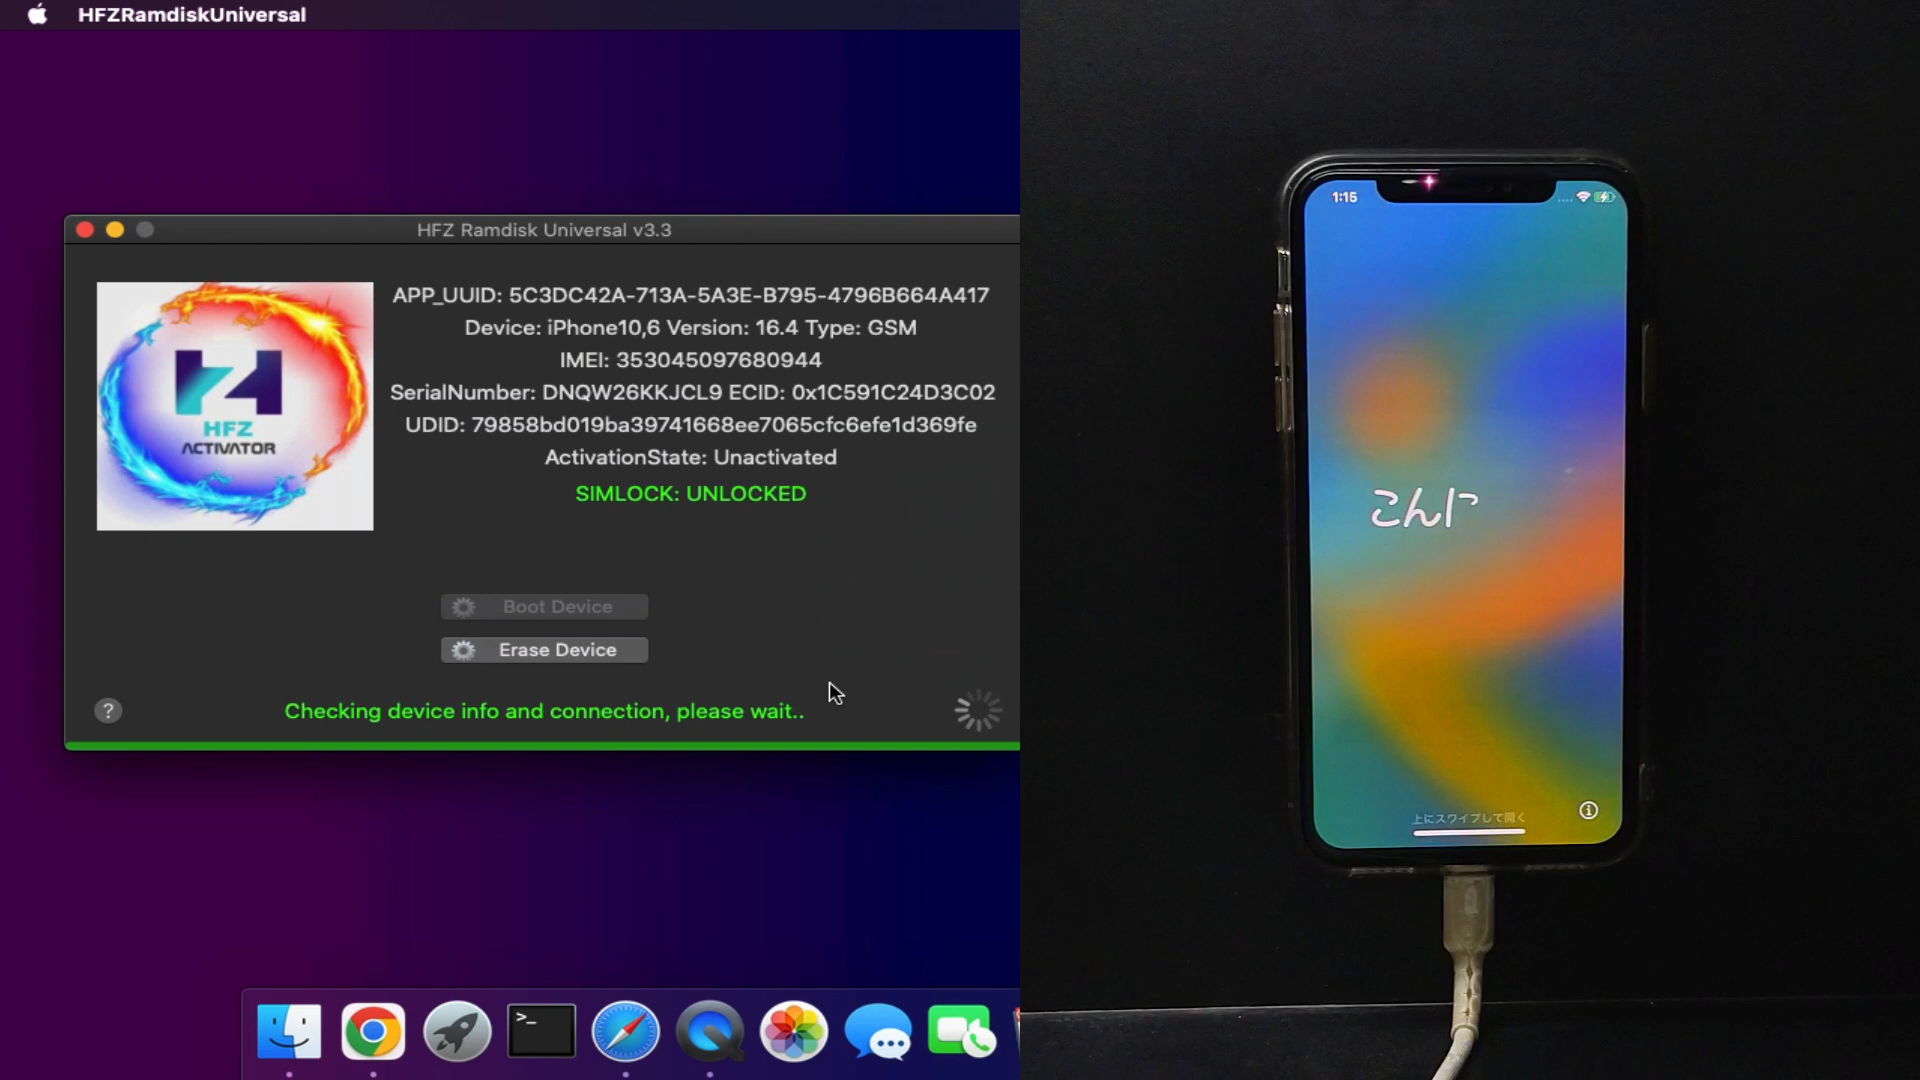 HFZRamdiskUniversal
HFZ Ramdisk Universal v3.3
APP_UUID: 5C3DC42A-713A-5A3E-B795-4796B664A417
Device: iPhone10,6 Version: 16.4 Type: GSM
IMEI: 353045097680944
SerialNumber: DNQW26KKJCL9 ECID: 0x1C591C24D3C02
UDID: 79858bd019ba39741668ee7065cfc6efe1d369fe
ActivationState: Unactivated
SIMLOCK: UNLOCKED
HFZ
ACTIVATOR
Boot Device
Erase Device
?
Checking device info and connection, please wait..
>_
1:15
こんに
上にスワイプして開く